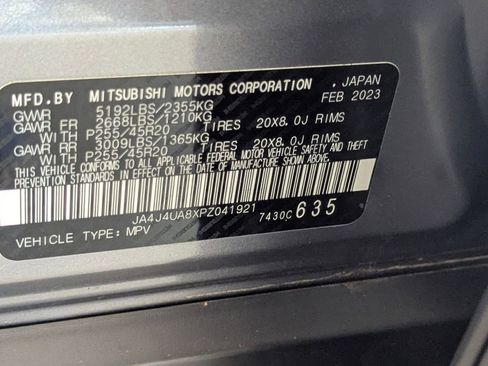 MFD.BY MITSUBISHI MOTORS CORPORATION , JAPAN
GVWR 5192LBS/2355KG FEB 2023
GAWR FR 2668LBS/1210KG
WITH P255/45R20 TIRES 20X8.0J RIMS
GAWR RR 3009LBS/1365KG
WITH P255/45R20 TIRES 20X8.0J RIMS
THIS VEHICLE CONFORMS TO ALL APPLICABLE FEDERAL MOTOR VEHICLE SAFETY AND THEFT
PREVENTION STANDARDS IN EFFECT ON THE DATE OF MANUFACTURE SHOWN ABOVE.
JA4J4UA8XPZ041921 7430C 635
VEHICLE TYPE: MPV